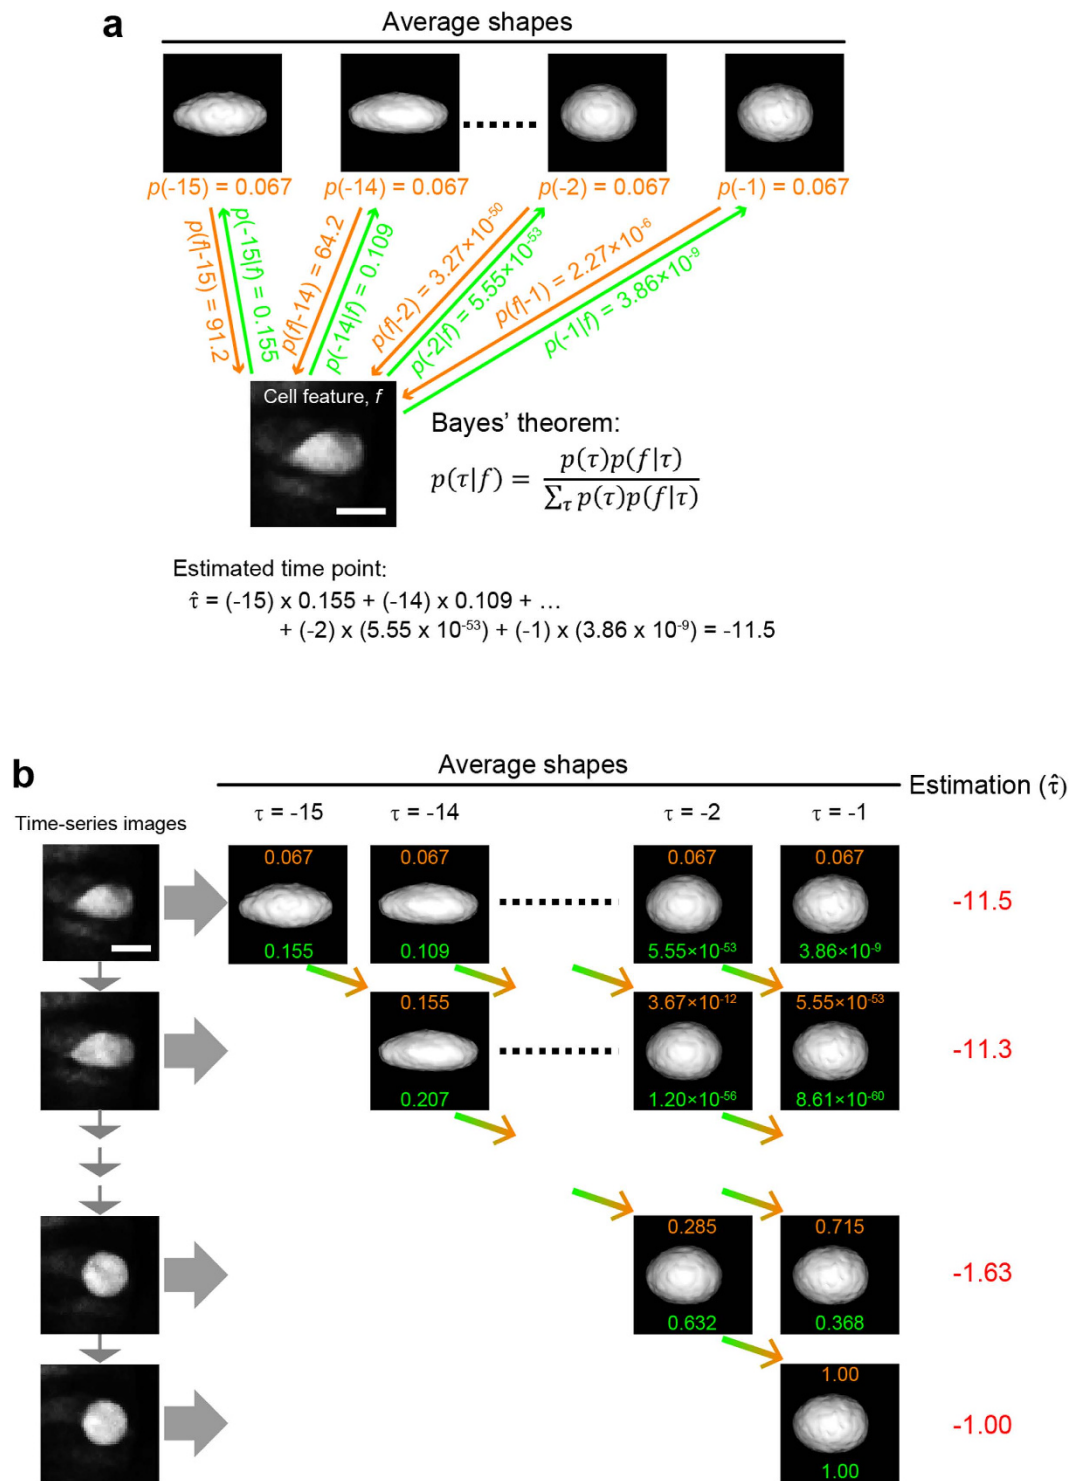 a
Average shapes
p(-15) = 0.067
p(-14) = 0.067
p(-2) = 0.067
p(-1) = 0.067
p(f|-15) = 91.2
p(-15|f) = 0.155
p(f|-14) = 64.2
p(-14|f) = 0.109
p(f|-2) = 3.27×10⁻⁵⁰
p(-2|f) = 5.55×10⁻⁵³
p(f|-1) = 2.27×10⁻⁶
p(-1|f) = 3.86×10⁻⁹
Cell feature, f
Bayes' theorem:
p(τ|f) = p(τ)p(f|τ) / ∑τ p(τ)p(f|τ)
Estimated time point:
τ̂ = (-15) x 0.155 + (-14) x 0.109 + ...
+ (-2) x (5.55 x 10⁻⁵³) + (-1) x (3.86 x 10⁻⁹) = -11.5
b
Average shapes
Estimation (τ̂)
Time-series images
τ = -15
τ = -14
τ = -2
τ = -1
0.067
0.067
0.067
0.067
-11.5
0.155
0.109
5.55×10⁻⁵³
3.86×10⁻⁹
0.155
3.67×10⁻¹²
5.55×10⁻⁵³
-11.3
0.207
1.20×10⁻⁵⁶
8.61×10⁻⁶⁰
0.285
0.715
-1.63
0.632
0.368
1.00
-1.00
1.00